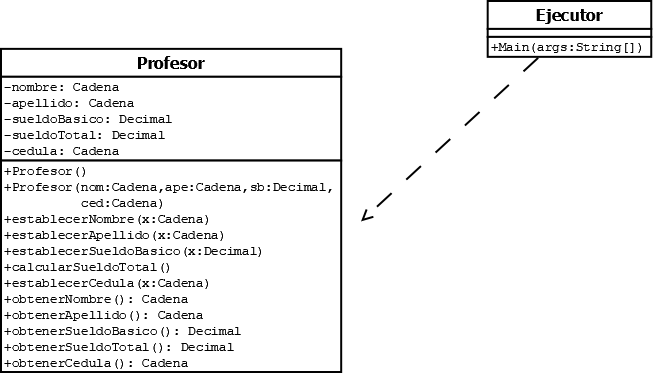 Ejecutor
+Main(args:String[])
Profesor
-nombre: Cadena
-apellido: Cadena
-sueldoBasico: Decimal
-sueldoTotal: Decimal
-cedula: Cadena
+Profesor()
+Profesor(nom:Cadena,ape:Cadena,sb:Decimal,
ced:Cadena)
+establecerNombre(x:Cadena)
+establecerApellido(x:Cadena)
+establecerSueldoBasico(x:Decimal)
+calcularSueldoTotal()
+establecerCedula(x:Cadena)
+obtenerNombre(): Cadena
+obtenerApellido(): Cadena
+obtenerSueldoBasico(): Decimal
+obtenerSueldoTotal(): Decimal
+obtenerCedula(): Cadena